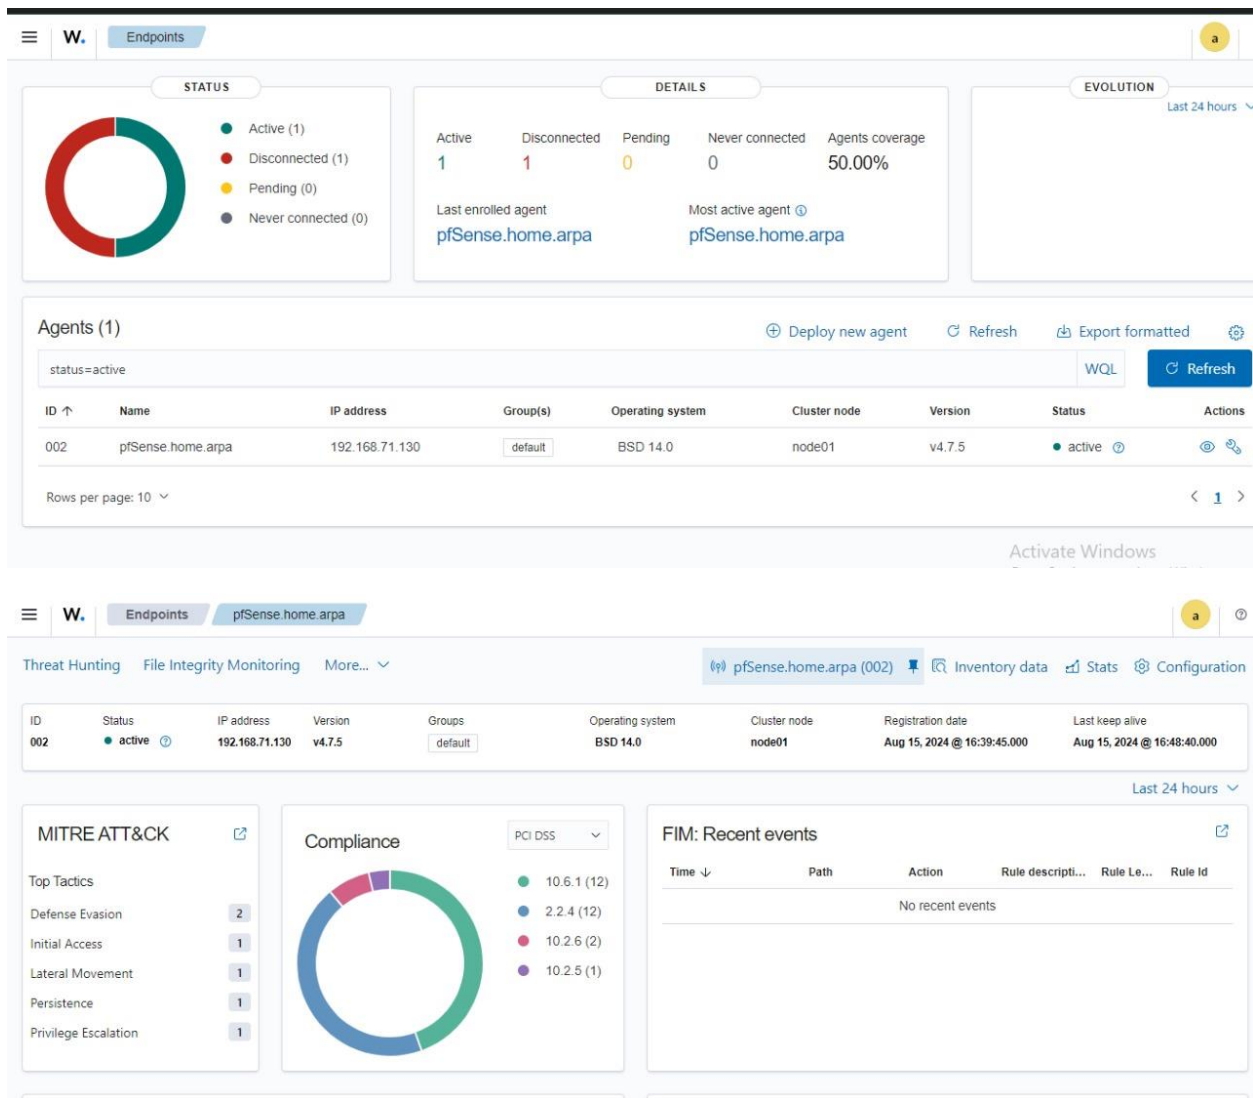 W. Endpoints a
STATUS DETAILS EVOLUTION
Last 24 hours
Active (1)
Disconnected (1)
Pending (0)
Never connected (0)
Active Disconnected Pending Never connected Agents coverage
1 1 0 0 50.00%
Last enrolled agent Most active agent
pfSense.home.arpa pfSense.home.arpa
Agents (1) Deploy new agent Refresh Export formatted
status=active WQL Refresh
ID Name IP address Group(s) Operating system Cluster node Version Status Actions
002 pfSense.home.arpa 192.168.71.130 default BSD 14.0 node01 v4.7.5 active
Rows per page: 10 1
Activate Windows
W. Endpoints pfSense.home.arpa a
Threat Hunting File Integrity Monitoring More... pfSense.home.arpa (002) Inventory data Stats Configuration
ID Status IP address Version Groups Operating system Cluster node Registration date Last keep alive
002 active 192.168.71.130 v4.7.5 default BSD 14.0 node01 Aug 15, 2024 @ 16:39:45.000 Aug 15, 2024 @ 16:48:40.000
Last 24 hours
MITRE ATT&CK
Top Tactics
Defense Evasion 2
Initial Access 1
Lateral Movement 1
Persistence 1
Privilege Escalation 1
Compliance PCI DSS
10.6.1 (12)
2.2.4 (12)
10.2.6 (2)
10.2.5 (1)
FIM: Recent events
Time Path Action Rule descripti... Rule Le... Rule Id
No recent events